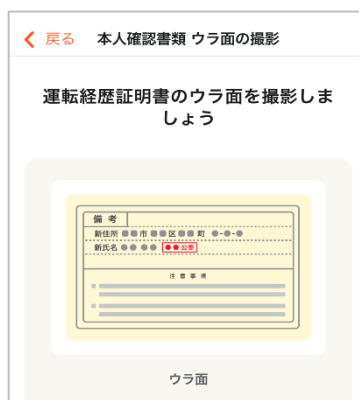 戻る 本人確認書類 ウラ面の撮影
運転経歴証明書のウラ面を撮影しま
しょう
備 考
新住所 市 区 町
新氏名 公委
注 意 事 項
ウラ面